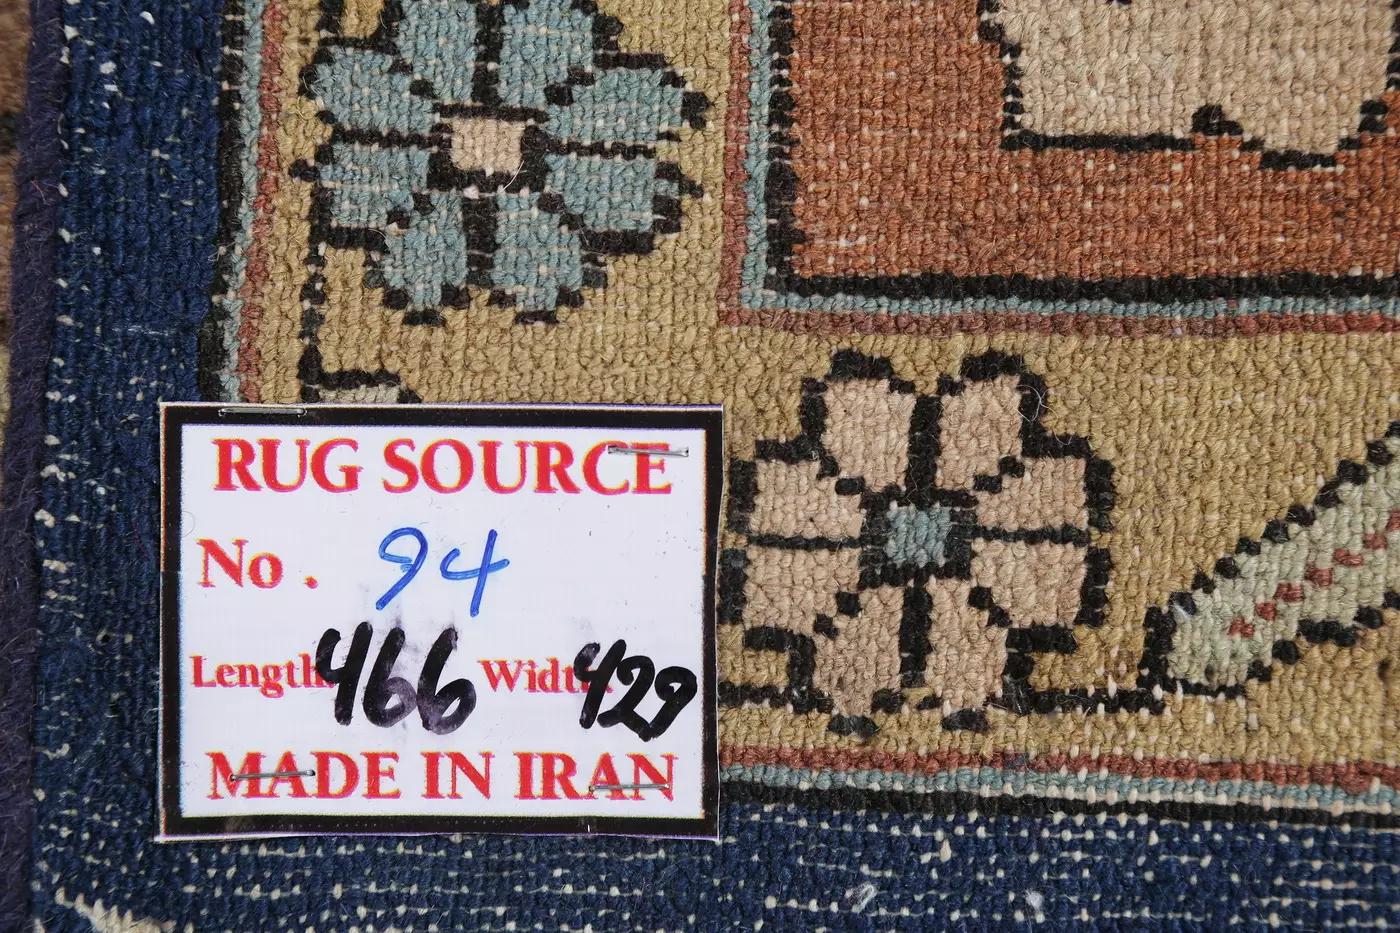 RUG SOURCE
No. 94
Length 466 Width 429
MADE IN IRAN